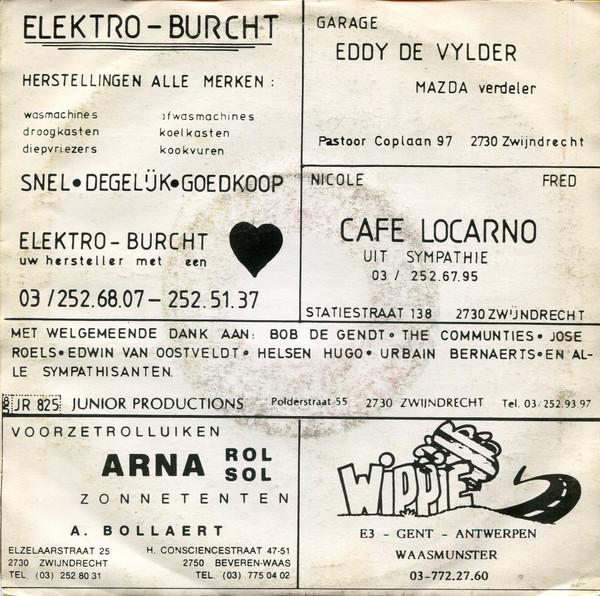 ELEKTRO-BURCHT
HERSTELLINGEN ALLE MERKEN :
wasmachines afwasmachines
droogkasten koelkasten
diepvriezers kookvuren
SNEL•DEGELIJK•GOEDKOOP
ELEKTRO-BURCHT
uw hersteller met een
03/252.68.07 – 252.51.37
GARAGE
EDDY DE VYLDER
MAZDA verdeler
Pastoor Coplaan 97 2730 Zwijndrecht
NICOLE FRED
CAFE LOCARNO
UIT SYMPATHIE
03 / 252.67.95
STATIESTRAAT 138 2730 ZWIJNDRECHT
MET WELGEMEENDE DANK AAN: BOB DE GENDT • THE COMMUNTIES • JOSE
ROELS • EDWIN VAN OOSTVELDT • HELSEN HUGO • URBAIN BERNAERTS • EN AL-
LE SYMPATHISANTEN.
JR 825 JUNIOR PRODUCTIONS Polderstraat 55 2730 ZWIJNDRECHT Tel. 03/252.93.97
VOORZETROLLUIKEN
ARNA ROL
SOL
ZONNETENTEN
A. BOLLAERT
ELZELAARSTRAAT 25 H. CONSCIENCESTRAAT 47-51
2730 ZWIJNDRECHT 2750 BEVEREN-WAAS
TEL (03) 252 80 31 TEL. (03) 775 04 02
WIPPIE
E3 - GENT - ANTWERPEN
WAASMUNSTER
03-772.27.60